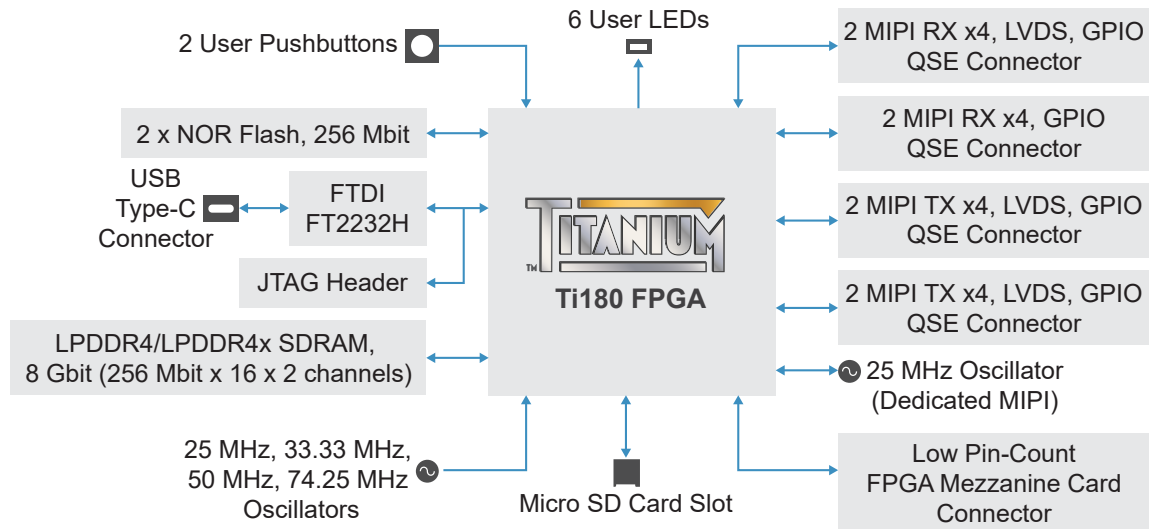 6 User LEDs
2 User Pushbuttons
2 MIPI RX x4, LVDS, GPIO
QSE Connector
2 x NOR Flash, 256 Mbit
2 MIPI RX x4, GPIO
QSE Connector
USB
Type-C
Connector
FTDI
FT2232H
TITANIUM
TM
Ti180 FPGA
2 MIPI TX x4, LVDS, GPIO
QSE Connector
JTAG Header
2 MIPI TX x4, LVDS, GPIO
QSE Connector
LPDDR4/LPDDR4x SDRAM,
8 Gbit (256 Mbit x 16 x 2 channels)
25 MHz Oscillator
(Dedicated MIPI)
25 MHz, 33.33 MHz,
50 MHz, 74.25 MHz
Oscillators
Micro SD Card Slot
Low Pin-Count
FPGA Mezzanine Card
Connector